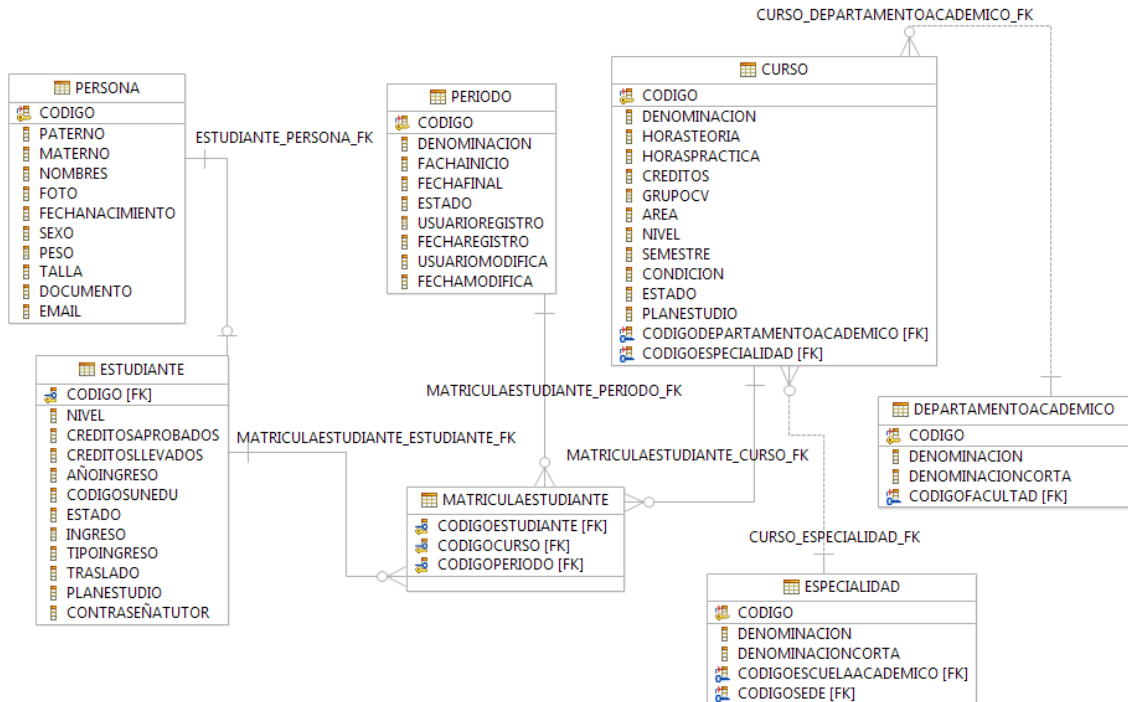 CURSO_DEPARTAMENTOACADEMICO_FK
PERSONA
CODIGO
PATERNO
MATERNO
NOMBRES
FOTO
FECHANACIMIENTO
SEXO
PESO
TALLA
DOCUMENTO
EMAIL
ESTUDIANTE_PERSONA_FK
PERIODO
CODIGO
DENOMINACION
FACHAINICIO
FECHAFINAL
ESTADO
USUARIOREGISTRO
FECHAREGISTRO
USUARIOMODIFICA
FECHAMODIFICA
CURSO
CODIGO
DENOMINACION
HORASTEORIA
HORASPRACTICA
CREDITOS
GRUPOCV
AREA
NIVEL
SEMESTRE
CONDICION
ESTADO
PLANESTUDIO
CODIGODEPARTAMENTOACADEMICO [FK]
CODIGOESPECIALIDAD [FK]
ESTUDIANTE
CODIGO [FK]
NIVEL
CREDITOSAPROBADOS
CREDITOSLLEVADOS
AÑOINGRESO
CODIGOSUNEDU
ESTADO
INGRESO
TIPOINGRESO
TRASLADO
PLANESTUDIO
CONTRASEÑATUTOR
MATRICULAESTUDIANTE_PERIODO_FK
MATRICULAESTUDIANTE_ESTUDIANTE_FK
MATRICULAESTUDIANTE_CURSO_FK
DEPARTAMENTOACADEMICO
CODIGO
DENOMINACION
DENOMINACIONCORTA
CODIGOFACULTAD [FK]
MATRICULAESTUDIANTE
CODIGOESTUDIANTE [FK]
CODIGOCURSO [FK]
CODIGOPERIODO [FK]
CURSO_ESPECIALIDAD_FK
ESPECIALIDAD
CODIGO
DENOMINACION
DENOMINACIONCORTA
CODIGOESCUELAACADEMICO [FK]
CODIGOSEDE [FK]